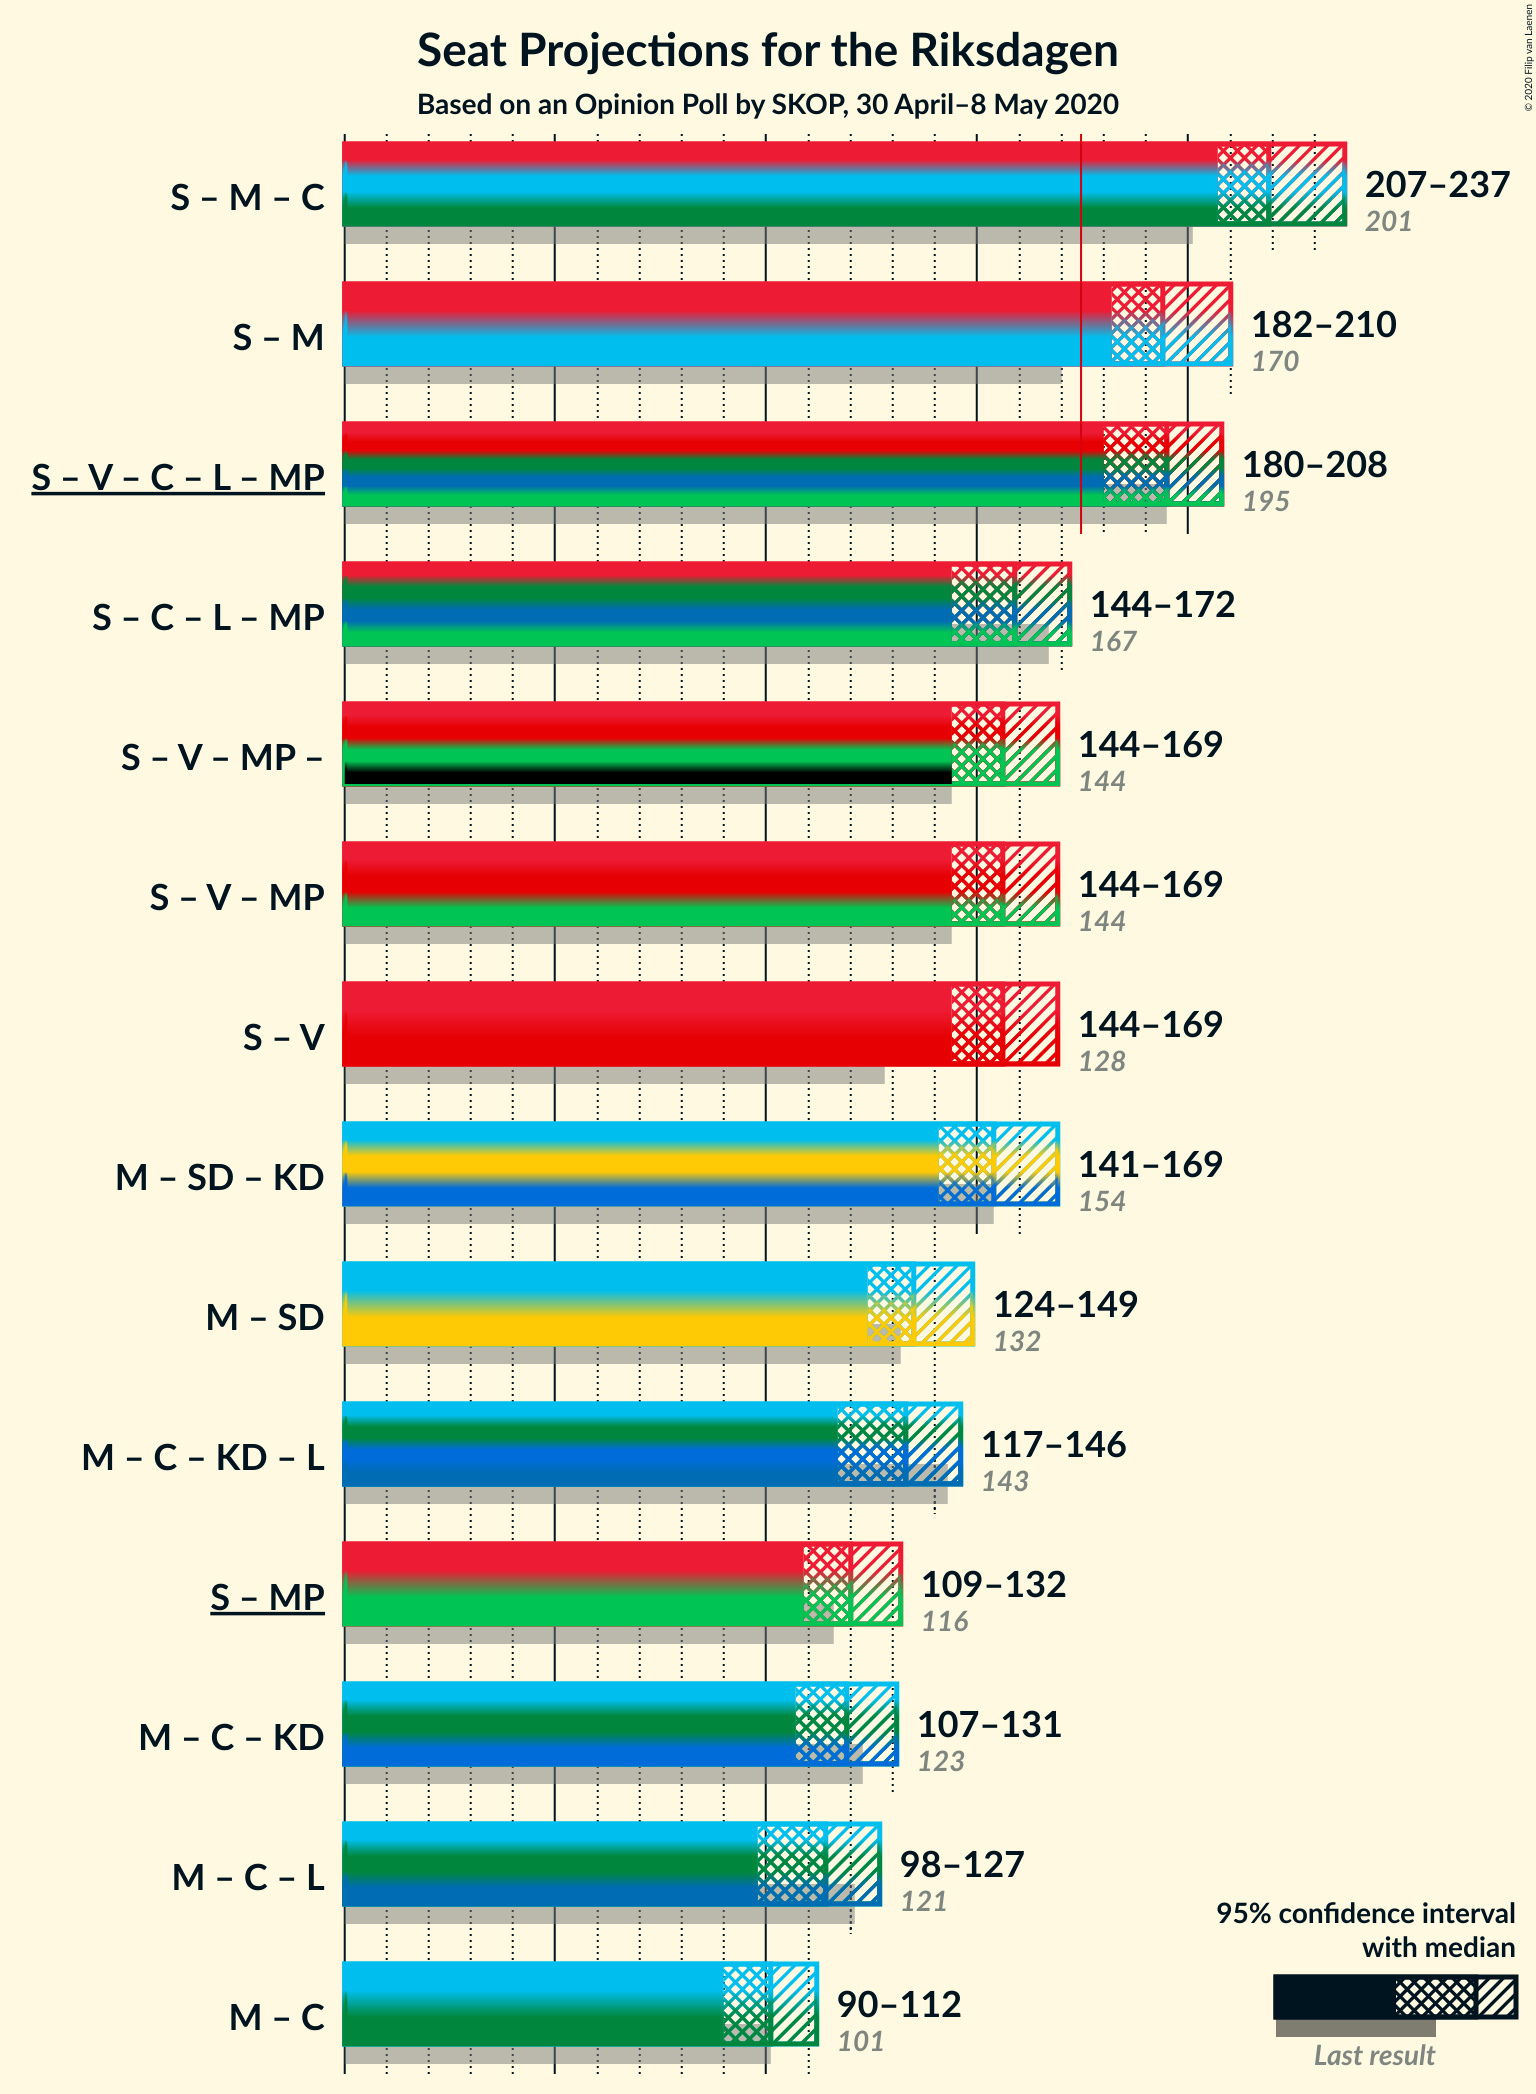 Seat Projections for the Riksdagen
Based on an Opinion Poll by SKOP, 30 April–8 May 2020
© 2020 Filip van Laenen
S – M – C
207–237
201
S – M
182–210
170
S – V – C – L – MP
180–208
195
S – C – L – MP
144–172
167
S – V – MP –
144–169
144
S – V – MP
144–169
144
S – V
144–169
128
M – SD – KD
141–169
154
M – SD
124–149
132
M – C – KD – L
117–146
143
S – MP
109–132
116
M – C – KD
107–131
123
M – C – L
98–127
121
M – C
90–112
101
95% confidence interval
with median
Last result